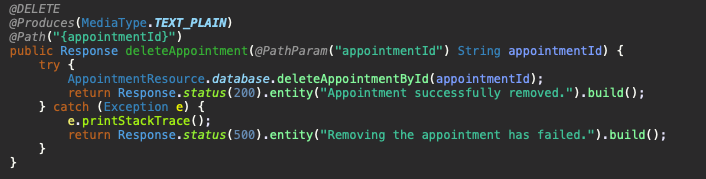 @DELETE
@Produces(MediaType.TEXT_PLAIN)
@Path("{appointmentId}")
public Response deleteAppointment(@PathParam("appointmentId") String appointmentId) {
    try {
        AppointmentResource.database.deleteAppointmentById(appointmentId);
        return Response.status(200).entity("Appointment successfully removed.").build();
    } catch (Exception e) {
        e.printStackTrace();
        return Response.status(500).entity("Removing the appointment has failed.").build();
    }
}